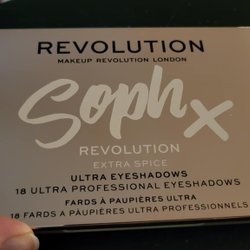 REVOLUTION
MAKEUP REVOLUTION LONDON
Soph x
REVOLUTION
EXTRA SPICE
ULTRA EYESHADOWS
18 ULTRA PROFESSIONAL EYESHADOWS
FARDS À PAUPIÈRES ULTRA
18 FARDS A PÀUPIÈRES ULTRA PROFESSIONNELS